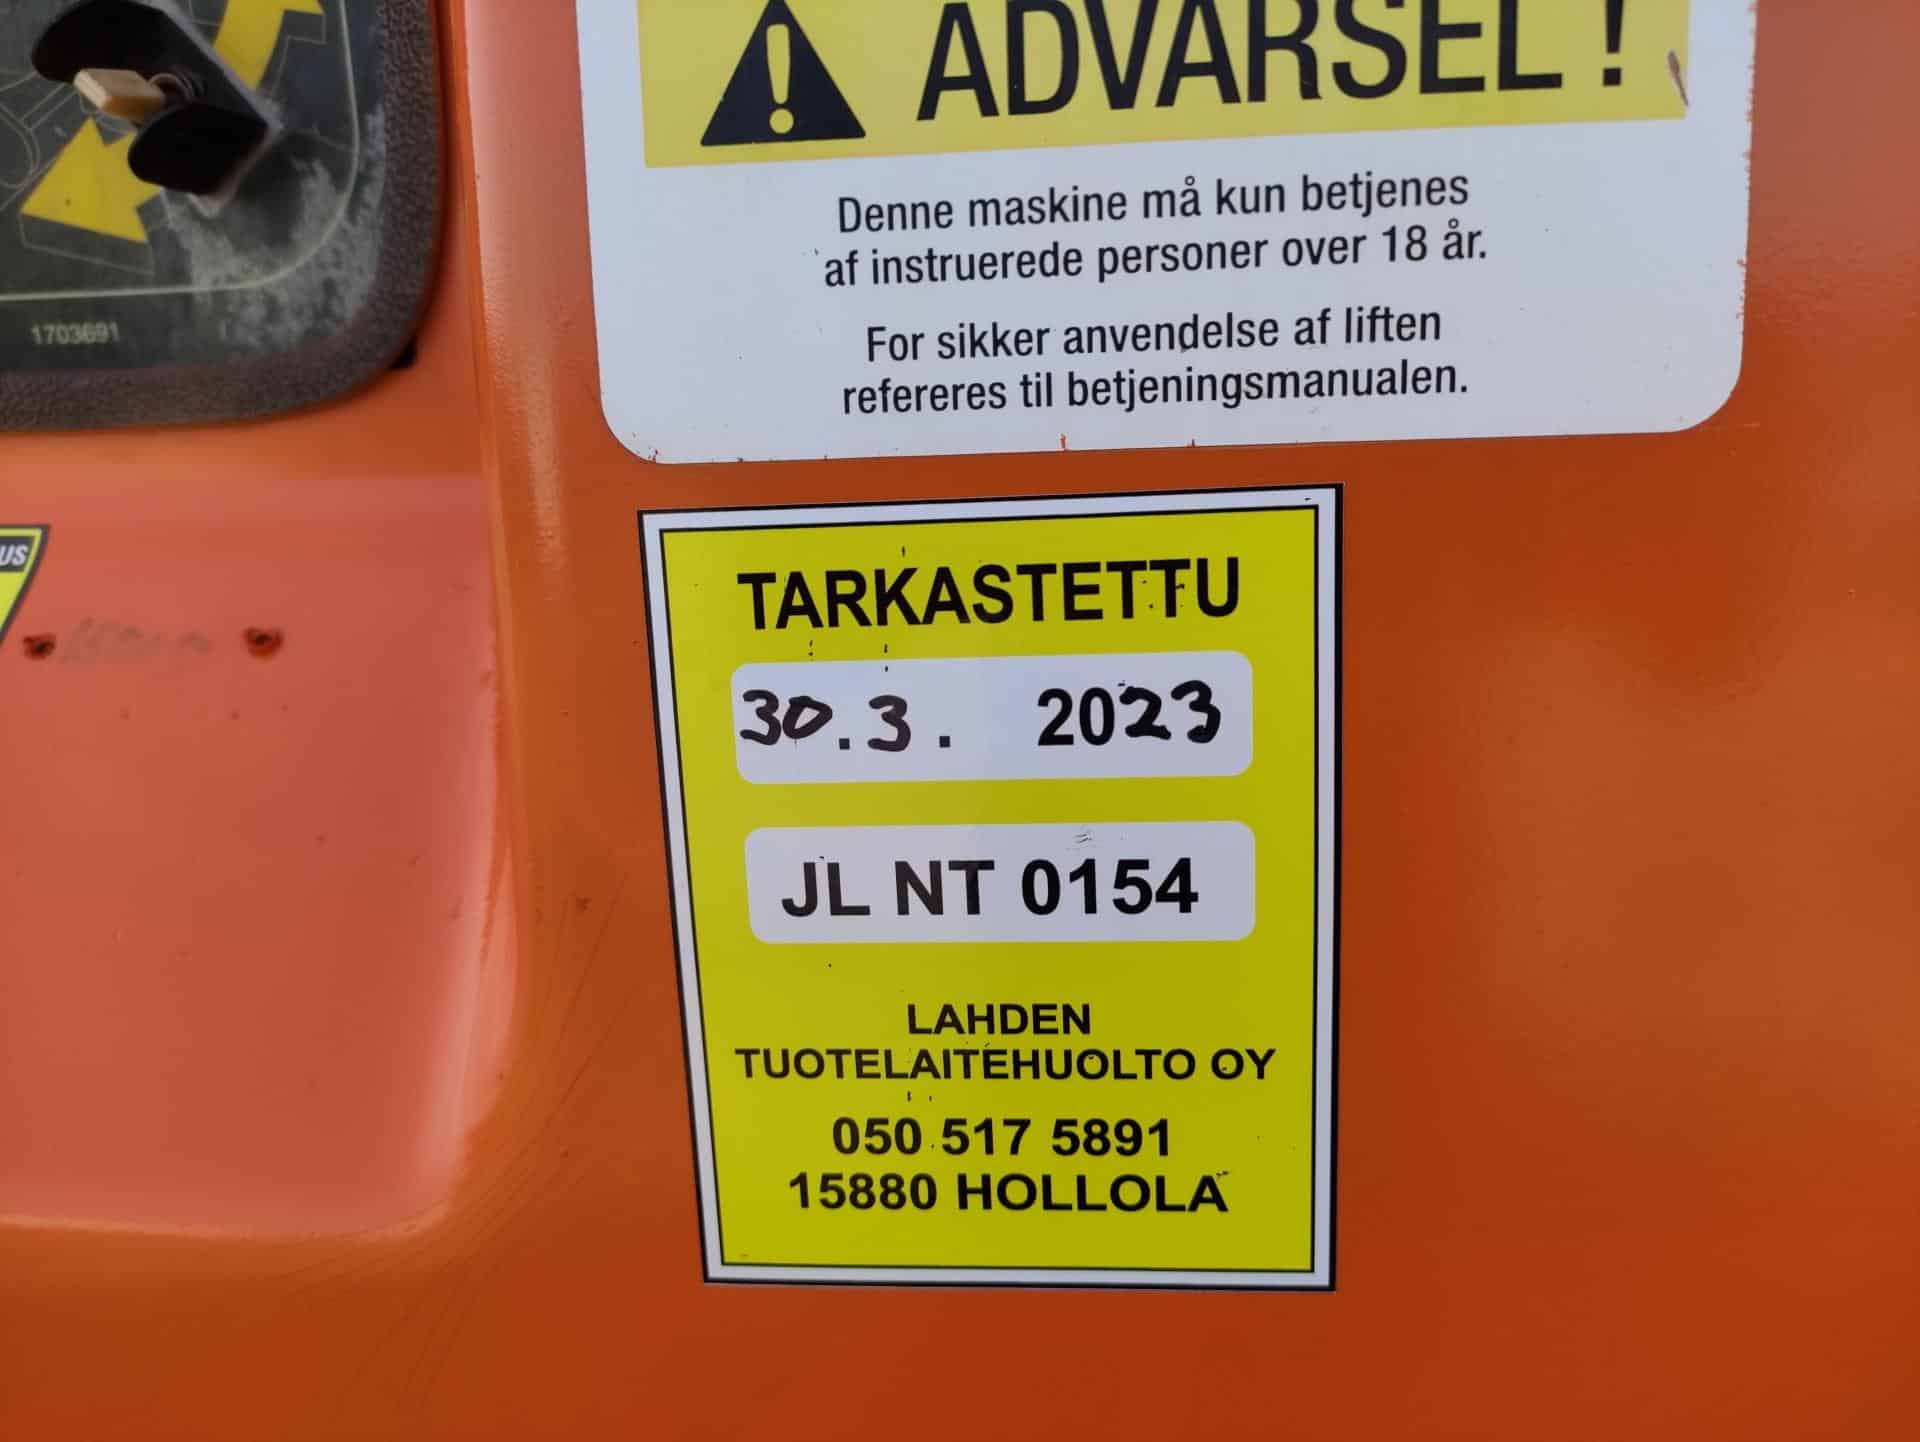 ADVARSEL!
Denne maskine må kun betjenes
af instruerede personer over 18 år.
For sikker anvendelse af liften
refereres til betjeningsmanualen.
1703691
US
TARKASTETTU
30.3. 2023
JL NT 0154
LAHDEN
TUOTELAITEHUOLTO OY
050 517 5891
15880 HOLLOLA